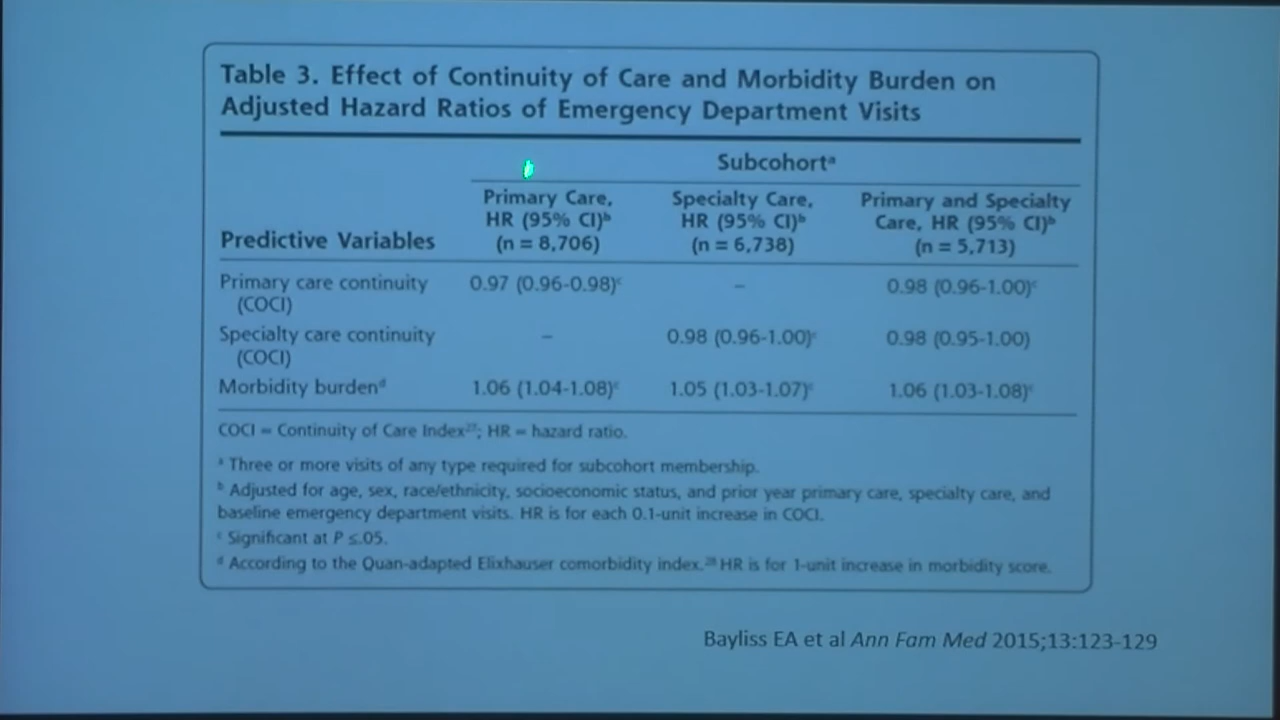 Table 3. Effect of Continuity of Care and Morbidity Burden on
Adjusted Hazard Ratios of Emergency Department Visits
Subcohortᵃ
Predictive Variables
Primary Care,
HR (95% CI)ᵇ
(n = 8,706)
Specialty Care,
HR (95% CI)ᵇ
(n = 6,738)
Primary and Specialty
Care, HR (95% CI)ᵇ
(n = 5,713)
Primary care continuity
(COCI)
0.97 (0.96-0.98)ᶜ
–
0.98 (0.96-1.00)ᶜ
Specialty care continuity
(COCI)
–
0.98 (0.96-1.00)ᶜ
0.98 (0.95-1.00)
Morbidity burdenᵈ
1.06 (1.04-1.08)ᶜ
1.05 (1.03-1.07)ᶜ
1.06 (1.03-1.08)ᶜ
COCI = Continuity of Care Index²⁷; HR = hazard ratio.
ᵃ Three or more visits of any type required for subcohort membership.
ᵇ Adjusted for age, sex, race/ethnicity, socioeconomic status, and prior year primary care, specialty care, and
baseline emergency department visits. HR is for each 0.1-unit increase in COCI.
ᶜ Significant at P ≤.05.
ᵈ According to the Quan-adapted Elixhauser comorbidity index.²⁸ HR is for 1-unit increase in morbidity score.
Bayliss EA et al Ann Fam Med 2015;13:123-129